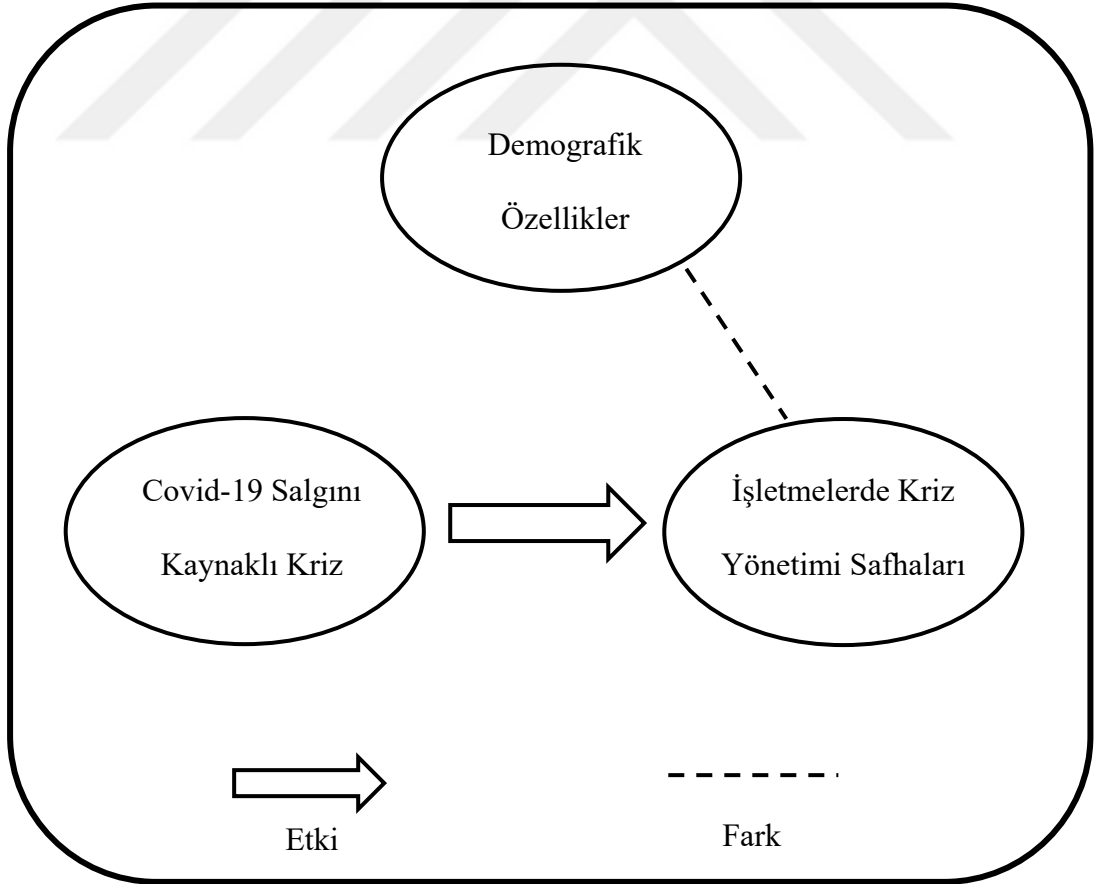 Demografik
Özellikler
Covid-19 Salgını
Kaynaklı Kriz
İşletmelerde Kriz
Yönetimi Safhaları
Etki
Fark